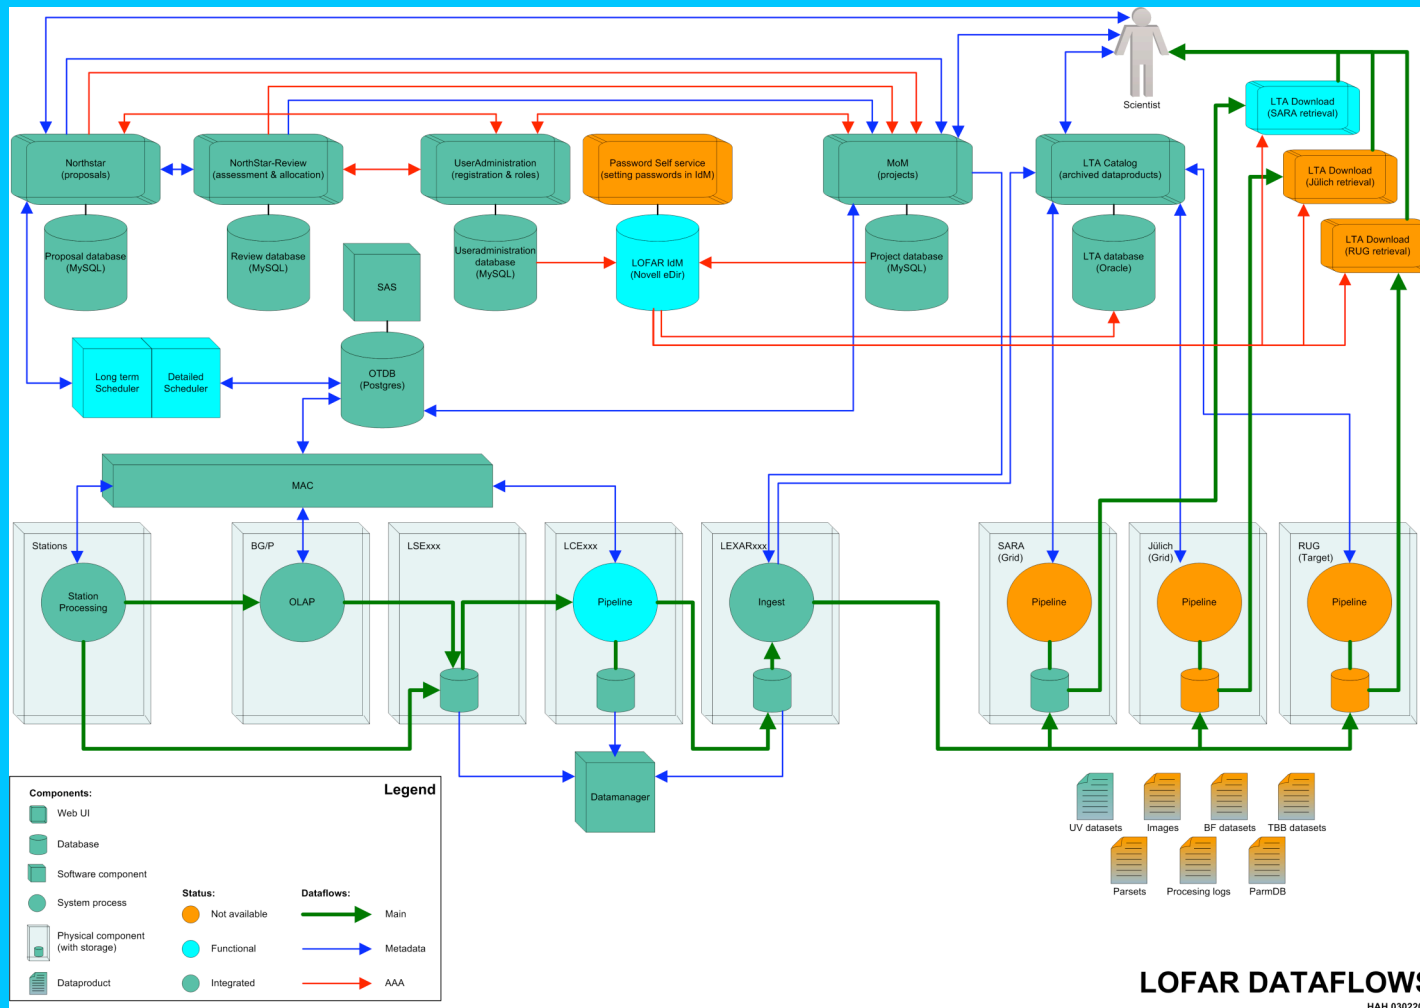 Scientist
LTA Download
(SARA retrieval)
LTA Download
(Jülich retrieval)
LTA Download
(RUG retrieval)
Northstar
(proposals)
NorthStar-Review
(assessment & allocation)
UserAdministration
(registration & roles)
Password Self service
(setting passwords in IdM)
MoM
(projects)
LTA Catalog
(archived dataproducts)
Proposal database
(MySQL)
Review database
(MySQL)
Useradministration
database
(MySQL)
LOFAR IdM
(Novell eDir)
Project database
(MySQL)
LTA database
(Oracle)
SAS
Long term
Scheduler
Detailed
Scheduler
OTDB
(Postgres)
MAC
Stations
BG/P
LSExxx
LCExxx
LEXARxxx
SARA
(Grid)
Jülich
(Grid)
RUG
(Target)
Station
Processing
OLAP
Pipeline
Ingest
Pipeline
Pipeline
Pipeline
Datamanager
Legend
Components:
Web UI
Database
Software component
System process
Physical component
(with storage)
Dataproduct
Status:
Not available
Functional
Integrated
Dataflows:
Main
Metadata
AAA
UV datasets
Images
BF datasets
TBB datasets
Parsets
Procesing logs
ParmDB
LOFAR DATAFLOWS
HAH